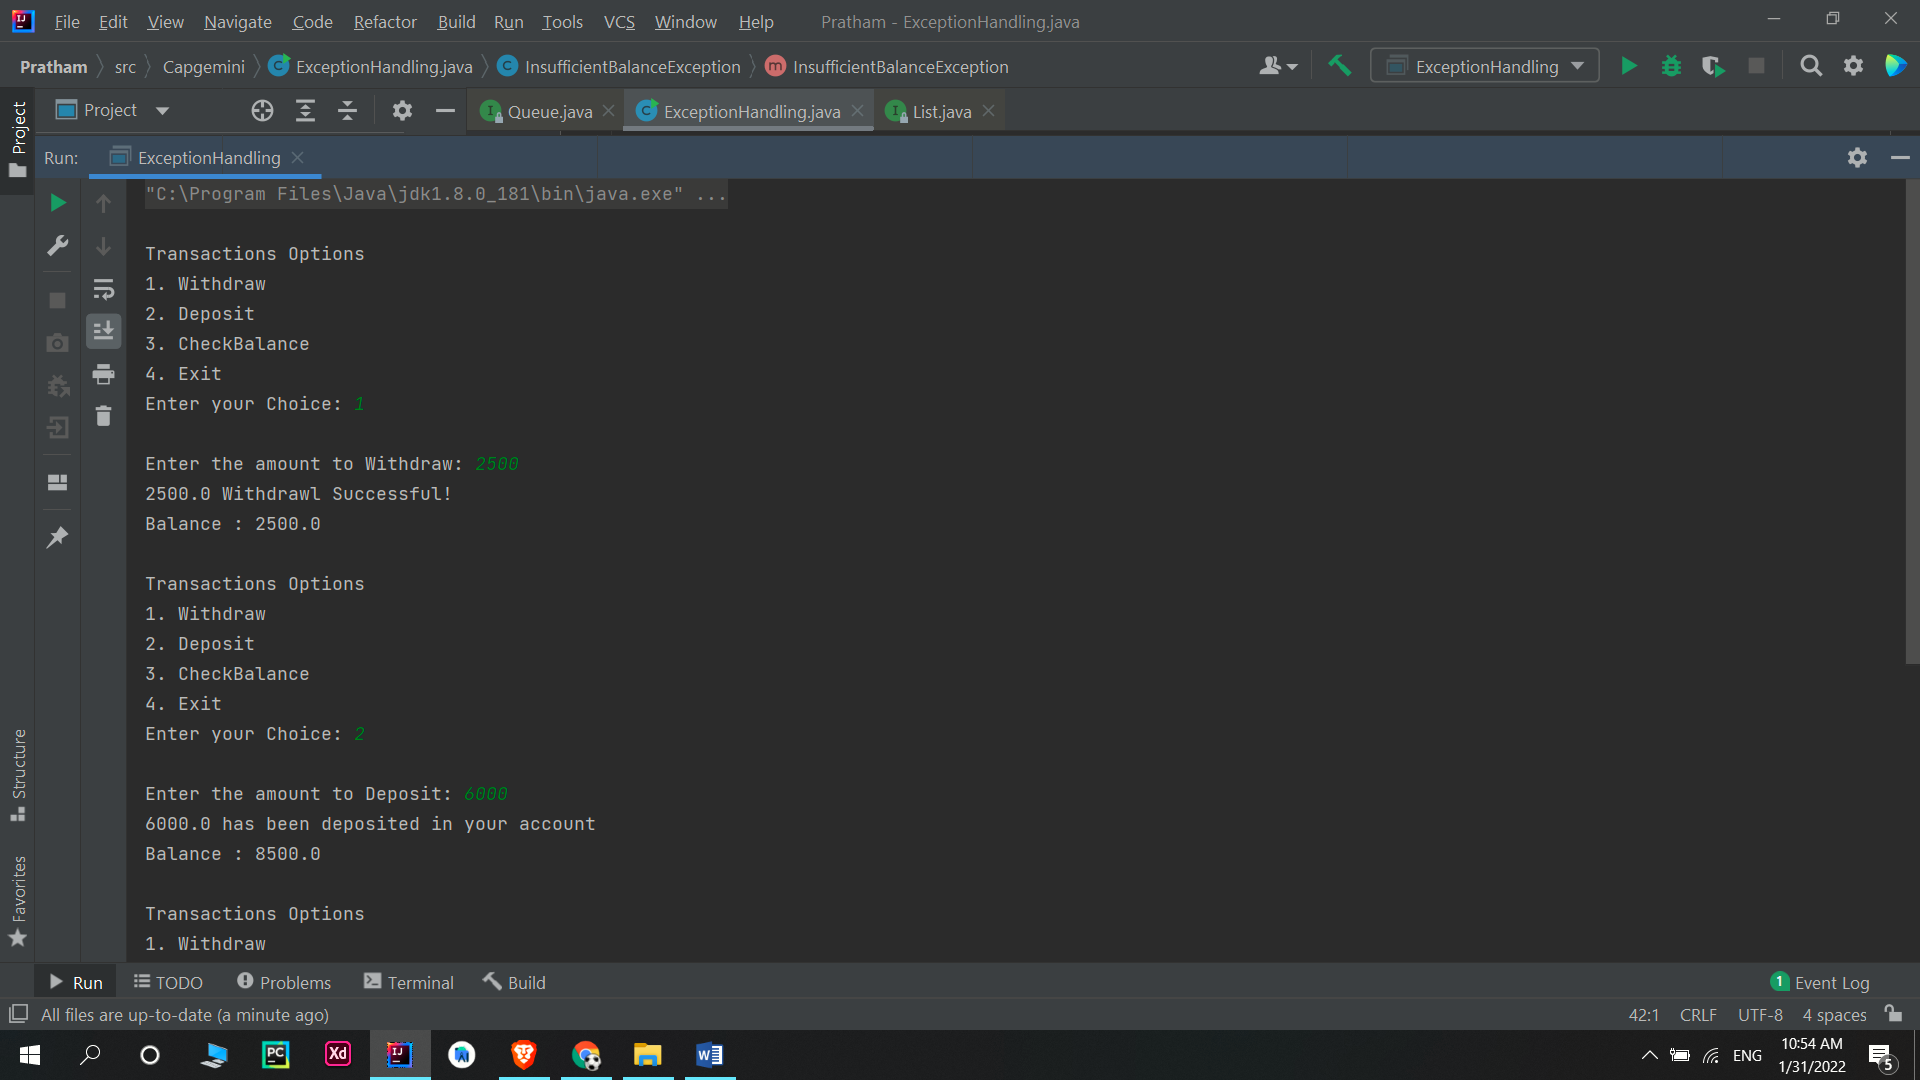 File Edit View Navigate Code Refactor Build Run Tools VCS Window Help Pratham - ExceptionHandling.java
Pratham src Capgemini ExceptionHandling.java InsufficientBalanceException InsufficientBalanceException ExceptionHandling
Project Project Queue.java ExceptionHandling.java List.java
Run: ExceptionHandling
"C:\Program Files\Java\jdk1.8.0_181\bin\java.exe" ...
Transactions Options
1. Withdraw
2. Deposit
3. CheckBalance
4. Exit
Enter your Choice: 1
Enter the amount to Withdraw: 2500
2500.0 Withdrawl Successful!
Balance : 2500.0
Transactions Options
1. Withdraw
2. Deposit
3. CheckBalance
4. Exit
Enter your Choice: 2
Enter the amount to Deposit: 6000
6000.0 has been deposited in your account
Balance : 8500.0
Transactions Options
1. Withdraw
Structure
Favorites
Run TODO Problems Terminal Build 1 Event Log
All files are up-to-date (a minute ago) 42:1 CRLF UTF-8 4 spaces
PC Xd IJ W ENG 10:54 AM 5
1/31/2022